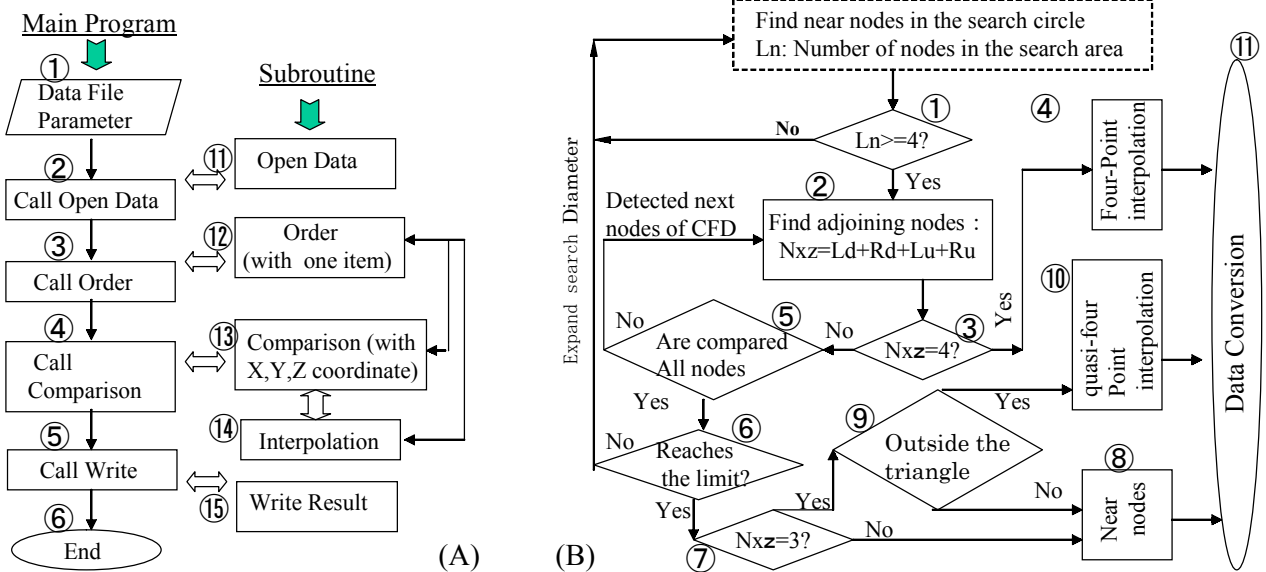 Main Program
①
Data File
Parameter
②
Call Open Data
③
Call Order
④
Call
Comparison
⑤
Call Write
⑥
End
Subroutine
⑪
Open Data
⑫
Order
(with one item)
⑬
Comparison (with
X,Y,Z coordinate)
⑭
Interpolation
⑮
Write Result
(A)
Find near nodes in the search circle
Ln: Number of nodes in the search area
①
Ln>=4?
No
Yes
Expand search Diameter
Detected next
nodes of CFD
②
Find adjoining nodes :
Nxz=Ld+Rd+Lu+Ru
③
Nxz=4?
No
Yes
④
Four-Point
interpolation
⑤
Are compared
All nodes
No
Yes
⑥
Reaches
the limit?
No
Yes
⑦
Nxz=3?
Yes
No
⑧
Near
nodes
⑨
Outside the
triangle
Yes
No
⑩
quasi-four
Point
interpolation
⑪
Data Conversion
(B)